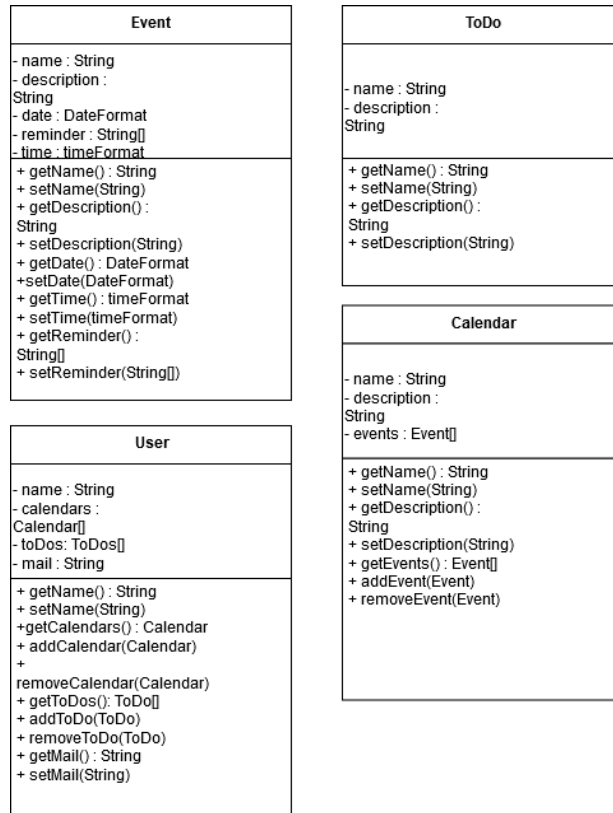 Event
- name : String
- description :
String
- date : DateFormat
- reminder : String[]
- time : timeFormat
+ getName() : String
+ setName(String)
+ getDescription() :
String
+ setDescription(String)
+ getDate() : DateFormat
+setDate(DateFormat)
+ getTime() : timeFormat
+ setTime(timeFormat)
+ getReminder() :
String[]
+ setReminder(String[])
ToDo
- name : String
- description :
String
+ getName() : String
+ setName(String)
+ getDescription() :
String
+ setDescription(String)
User
- name : String
- calendars :
Calendar[]
- toDos: ToDos[]
- mail : String
+ getName() : String
+ setName(String)
+getCalendars() : Calendar
+ addCalendar(Calendar)
+
removeCalendar(Calendar)
+ getToDos(): ToDo[]
+ addToDo(ToDo)
+ removeToDo(ToDo)
+ getMail() : String
+ setMail(String)
Calendar
- name : String
- description :
String
- events : Event[]
+ getName() : String
+ setName(String)
+ getDescription() :
String
+ setDescription(String)
+ getEvents() : Event[]
+ addEvent(Event)
+ removeEvent(Event)